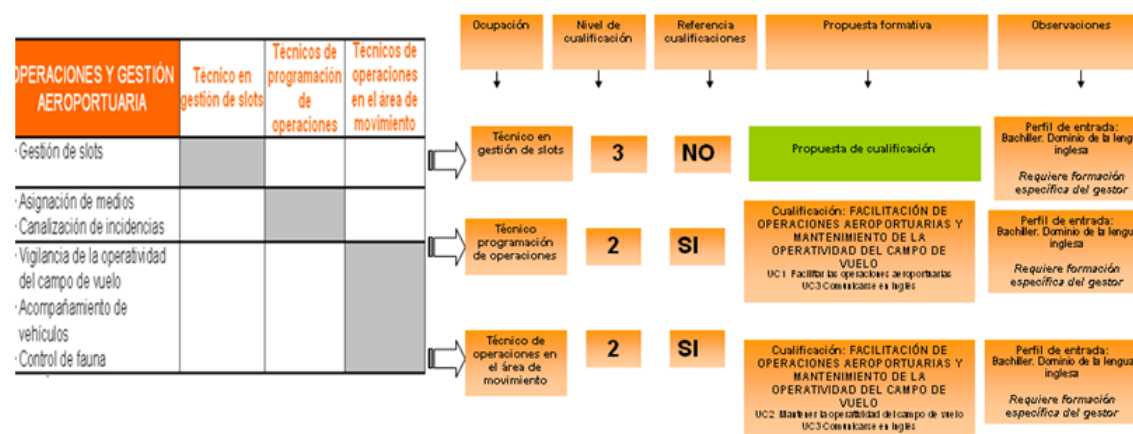 OPERACIONES Y GESTIÓN
AEROPORTUARIA
Técnico en
gestión de slots
Técnicos de
programación
de
operaciones
Técnicos de
operaciones
en el área de
movimiento
· Gestión de slots
· Asignación de medios
· Canalización de incidencias
· Vigilancia de la operatividad
del campo de vuelo
· Acompañamiento de
vehículos
· Control de fauna
Ocupación
Nivel de
cualificación
Referencia
cualificaciones
Propuesta formativa
Observaciones
Técnico en
gestión de slots
3
NO
Propuesta de cualificación
Perfil de entrada:
Bachiller. Dominio de la lengua
inglesa
Requiere formación
específica del gestor
Técnico
programación
de operaciones
2
SI
Cualificación: FACILITACIÓN DE
OPERACIONES AEROPORTUARIAS Y
MANTENIMIENTO DE LA
OPERATIVIDAD DEL CAMPO DE
VUELO
UC1 Facilitar las operaciones aeroportuarias
UC3 Comunicarse en Inglés
Perfil de entrada:
Bachiller. Dominio de la lengua
inglesa
Requiere formación
específica del gestor
Técnico de
operaciones en
el área de
movimiento
2
SI
Cualificación: FACILITACIÓN DE
OPERACIONES AEROPORTUARIAS Y
MANTENIMIENTO DE LA
OPERATIVIDAD DEL CAMPO DE
VUELO
UC2 Mantener la operatividad del campo de vuelo
UC3 Comunicarse en Inglés
Perfil de entrada:
Bachiller. Dominio de la lengua
inglesa
Requiere formación
específica del gestor